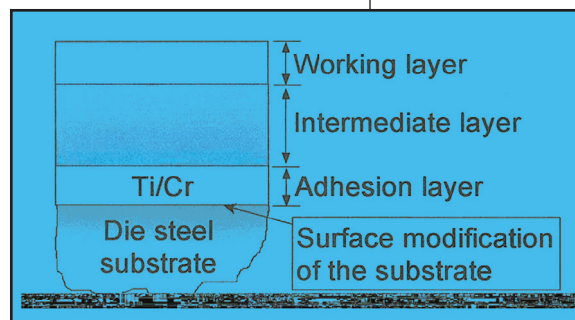 Working layer
Intermediate layer
Ti/Cr
Adhesion layer
Die steel
substrate
Surface modification
of the substrate